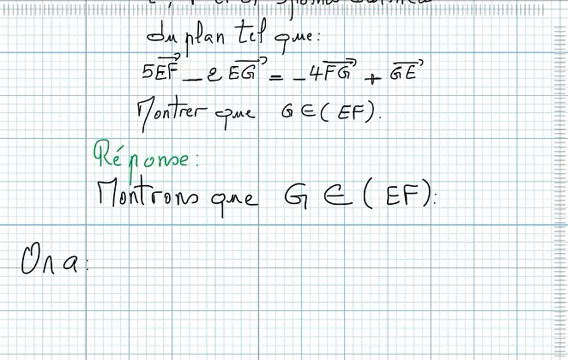 du plan tel que:
5EF⃗ - 2EG⃗ = -4FG⃗ + GE⃗
Montrer que G ∈ (EF).
Réponse:
Montrons que G ∈ (EF):
On a: